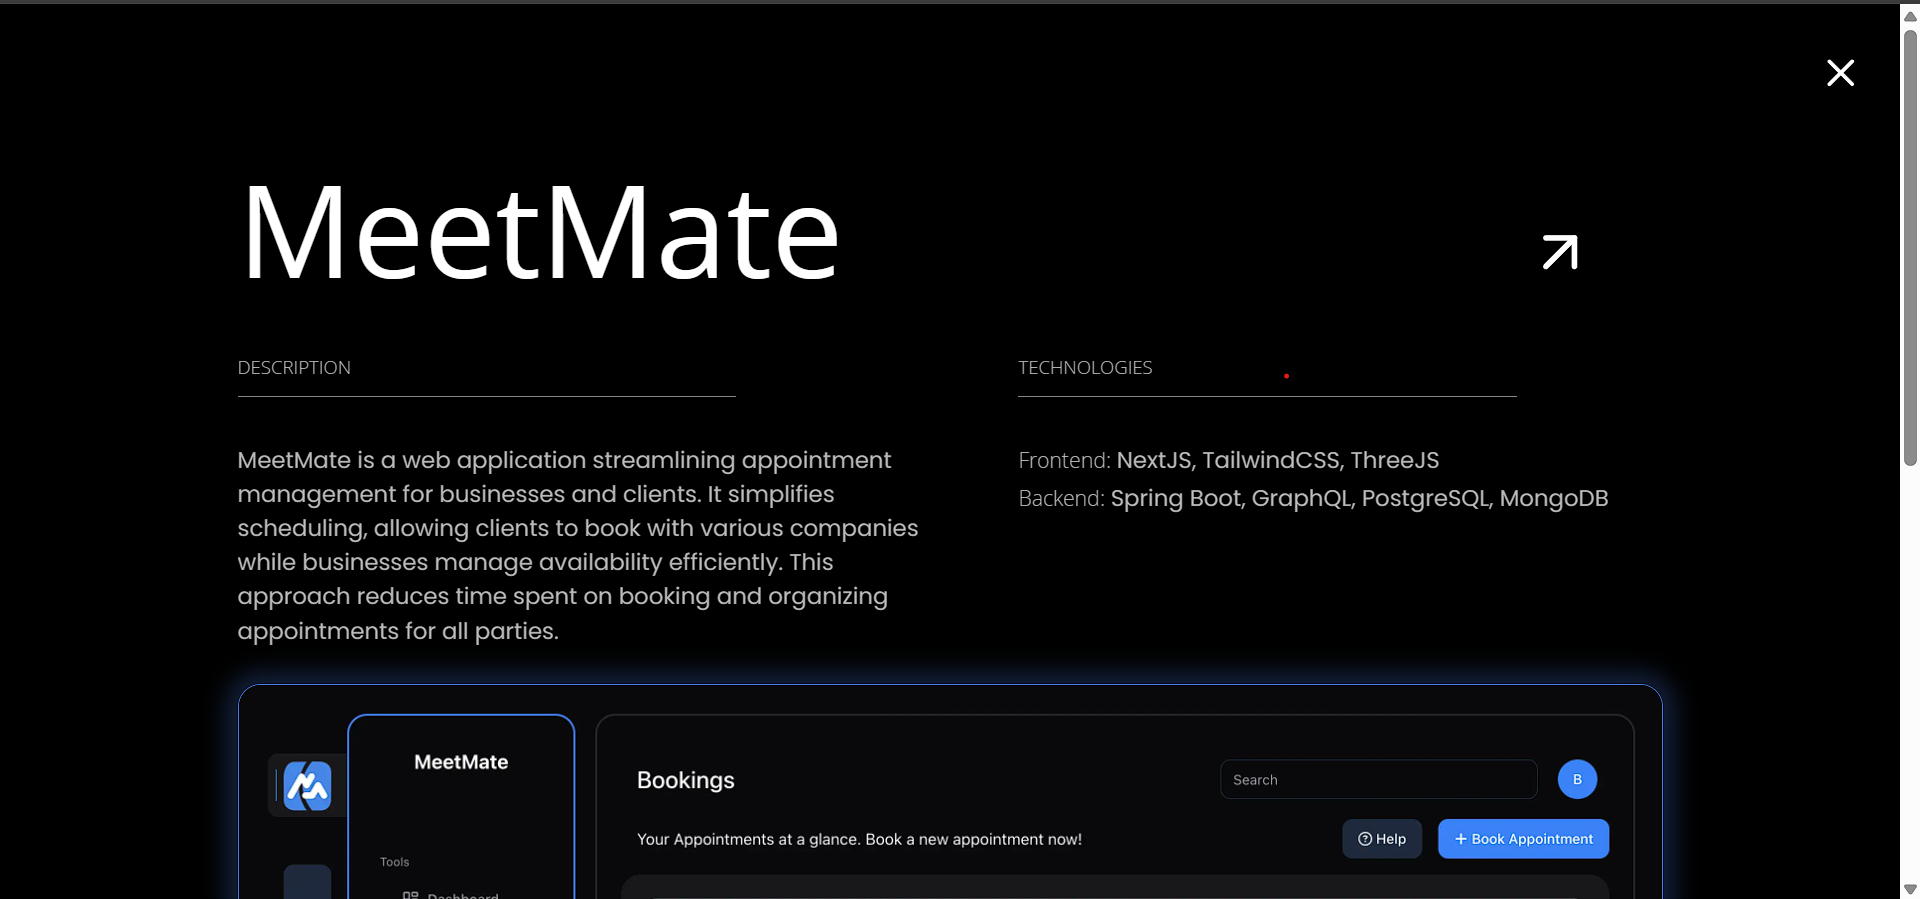 MeetMate
DESCRIPTION
TECHNOLOGIES
MeetMate is a web application streamlining appointment
management for businesses and clients. It simplifies
scheduling, allowing clients to book with various companies
while businesses manage availability efficiently. This
approach reduces time spent on booking and organizing
appointments for all parties.
Frontend: NextJS, TailwindCSS, ThreeJS
Backend: Spring Boot, GraphQL, PostgreSQL, MongoDB
MeetMate
Tools
Dashboard
Bookings
Search
B
Your Appointments at a glance. Book a new appointment now!
Help
+ Book Appointment